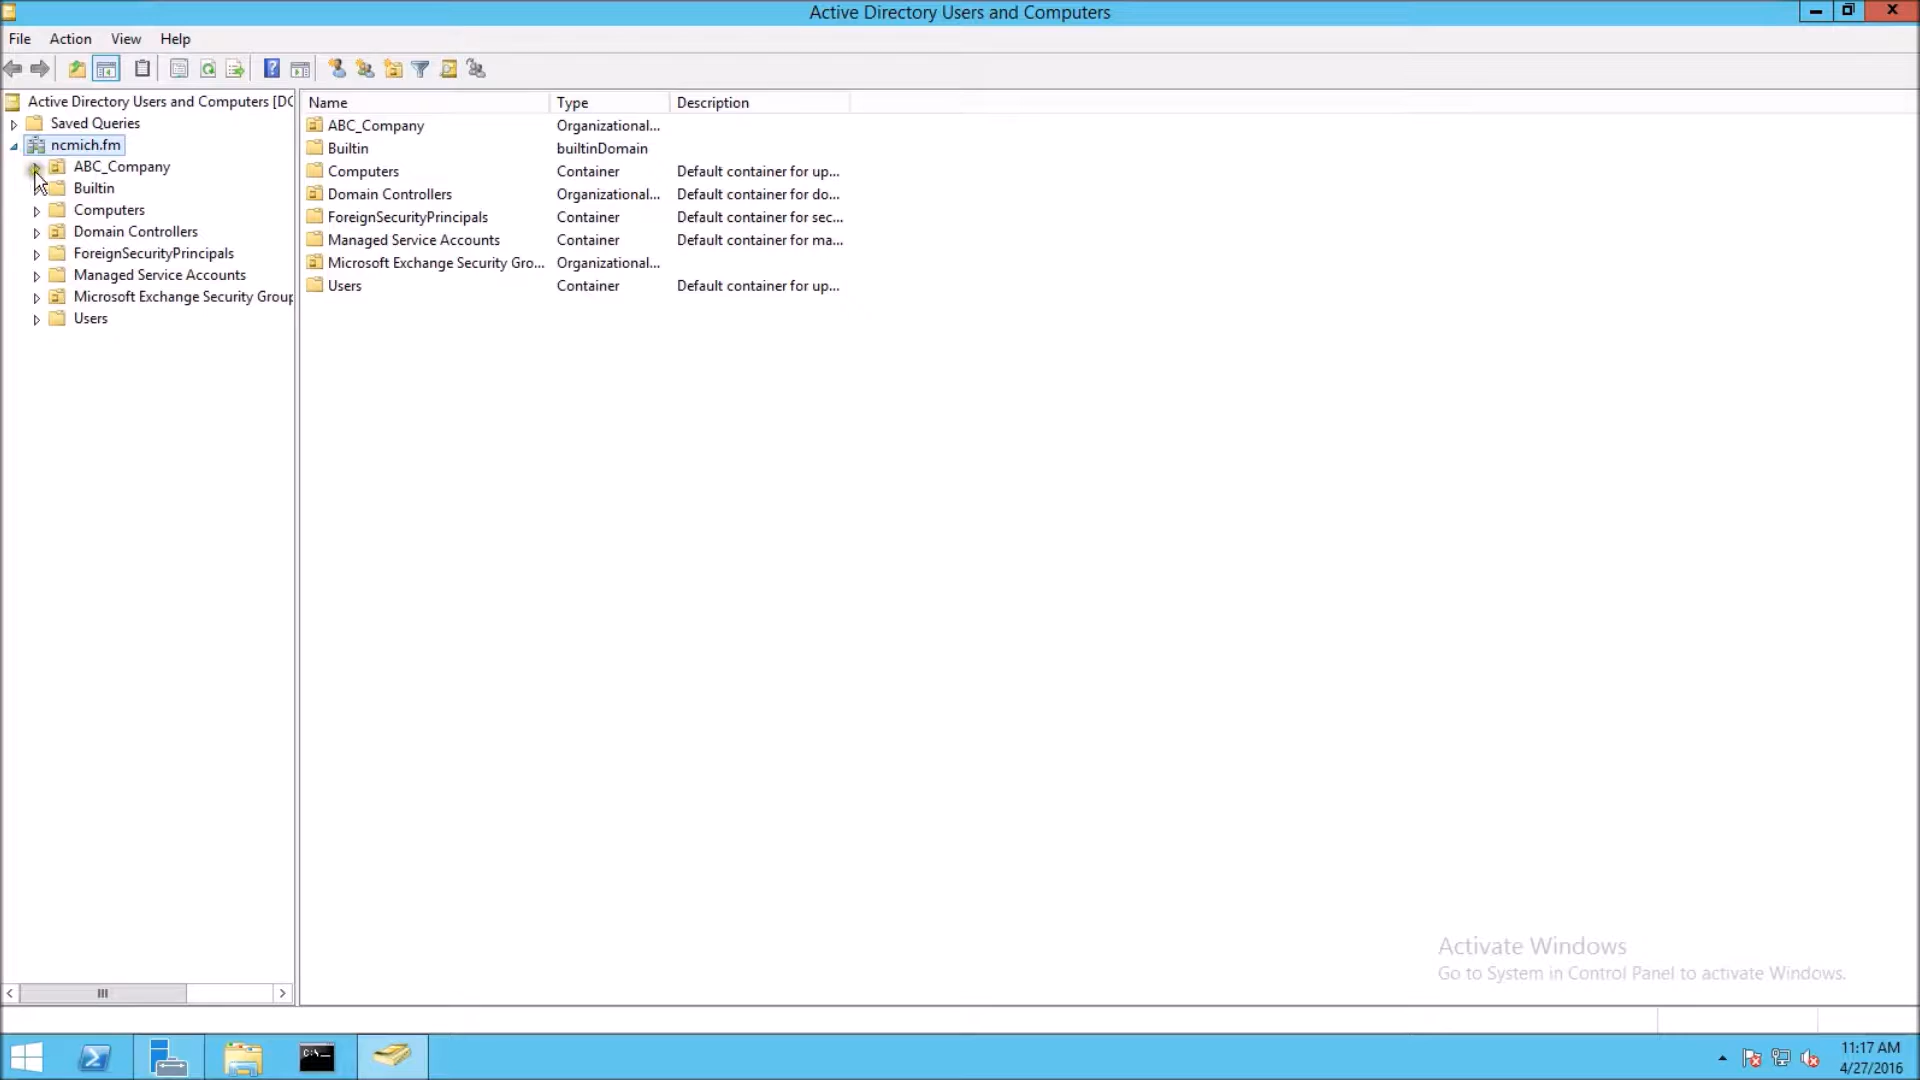 Active Directory Users and Computers
File Action View Help
Active Directory Users and Computers [DC
Saved Queries
ncmich.fm
ABC_Company
Builtin
Computers
Domain Controllers
ForeignSecurityPrincipals
Managed Service Accounts
Microsoft Exchange Security Group
Users
Name Type Description
ABC_Company Organizational...
Builtin builtinDomain
Computers Container Default container for up...
Domain Controllers Organizational... Default container for do...
ForeignSecurityPrincipals Container Default container for sec...
Managed Service Accounts Container Default container for ma...
Microsoft Exchange Security Gro... Organizational...
Users Container Default container for up...
Activate Windows
Go to System in Control Panel to activate Windows.
C:\_
11:17 AM
4/27/2016